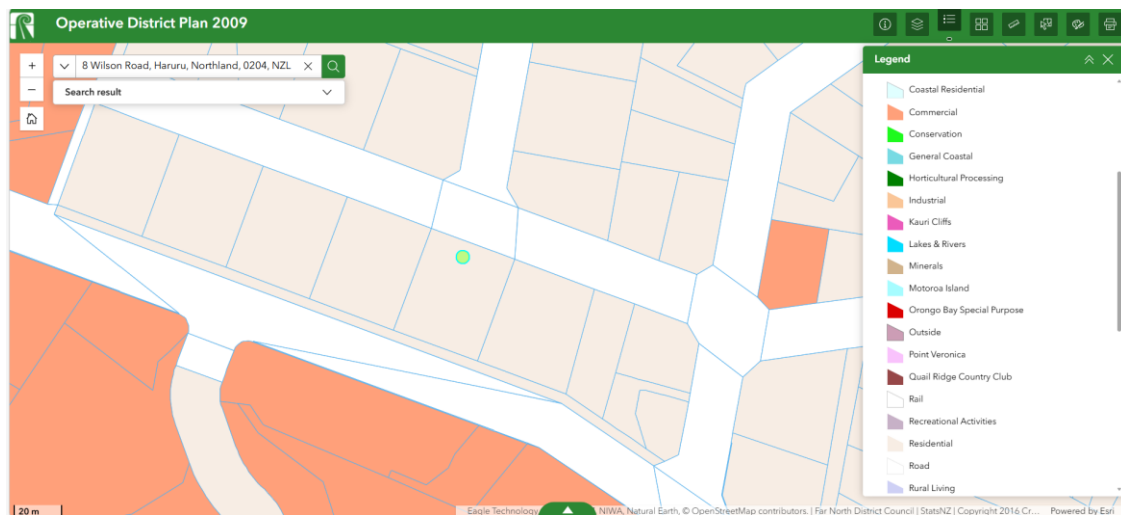 Operative District Plan 2009
8 Wilson Road, Haruru, Northland, 0204, NZL
Search result
Legend
Coastal Residential
Commercial
Conservation
General Coastal
Horticultural Processing
Industrial
Kauri Cliffs
Lakes & Rivers
Minerals
Motoroa Island
Orongo Bay Special Purpose
Outside
Point Veronica
Quail Ridge Country Club
Rail
Recreational Activities
Residential
Road
Rural Living
20 m
Eagle Technology, NIWA, Natural Earth, © OpenStreetMap contributors. | Far North District Council | StatsNZ | Copyright 2016 Cr... Powered by Esri